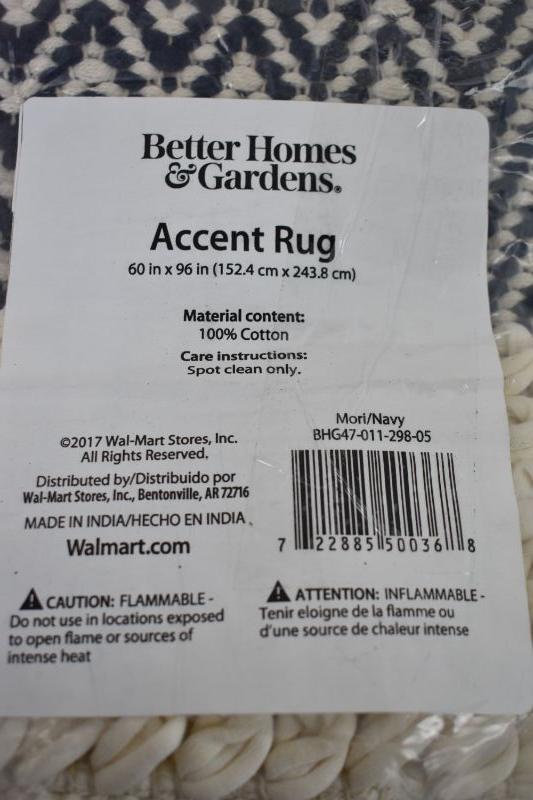 Better Homes
& Gardens®
Accent Rug
60 in x 96 in (152.4 cm x 243.8 cm)
Material content:
100% Cotton
Care instructions:
Spot clean only.
©2017 Wal-Mart Stores, Inc.
All Rights Reserved.
Distributed by/Distribuido por
Wal-Mart Stores, Inc., Bentonville, AR 72716
MADE IN INDIA/HECHO EN INDIA
Walmart.com
Mori/Navy
BHG47-011-298-05
7 22885 50036 8
CAUTION: FLAMMABLE -
Do not use in locations exposed
to open flame or sources of
intense heat
ATTENTION: INFLAMMABLE -
Tenir eloigne de la flamme ou
d'une source de chaleur intense